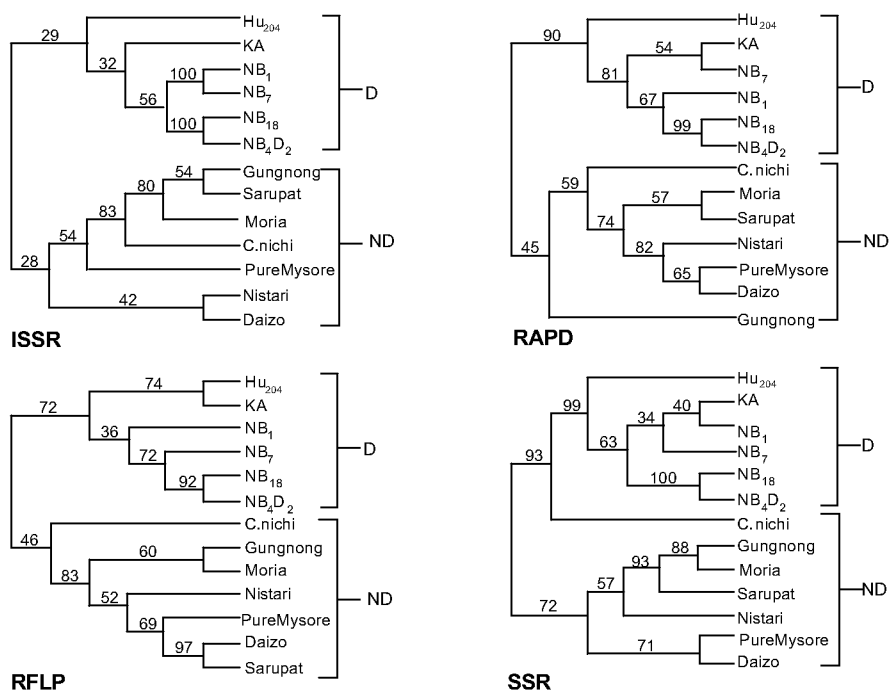 Hu204
29
KA
32
NB1
100
NB7
56
D
NB18
100
NB4D2
Gungnong
54
Sarupat
80
Moria
83
C.nichi
54
ND
PureMysore
28
Nistari
42
Daizo
ISSR
Hu204
90
KA
54
NB7
81
NB1
67
D
NB18
99
NB4D2
C.nichi
59
Moria
57
Sarupat
74
Nistari
82
ND
PureMysore
65
Daizo
45
Gungnong
RAPD
Hu204
74
KA
72
NB1
36
NB7
72
D
NB18
92
NB4D2
C.nichi
46
Gungnong
60
Moria
83
Nistari
52
ND
PureMysore
69
Daizo
97
Sarupat
RFLP
Hu204
99
KA
40
NB1
34
NB7
63
D
NB18
100
NB4D2
93
C.nichi
Gungnong
88
Moria
93
Sarupat
57
ND
Nistari
72
PureMysore
71
Daizo
SSR